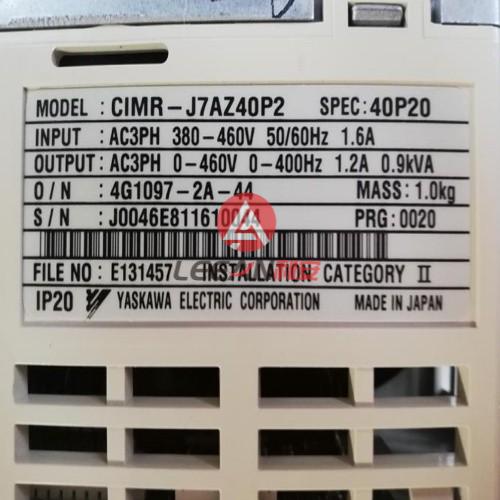 MODEL : CIMR-J7AZ40P2 SPEC: 40P20
INPUT : AC3PH 380-460V 50/60Hz 1.6A
OUTPUT: AC3PH 0-460V 0-400Hz 1.2A 0.9kVA
O/N : 4G1097-2A-44 MASS: 1.0kg
S/N : PRG: 0020
FILE NO : E131457 INSTALLATION CATEGORY II
IP20 YASKAWA ELECTRIC CORPORATION MADE IN JAPAN